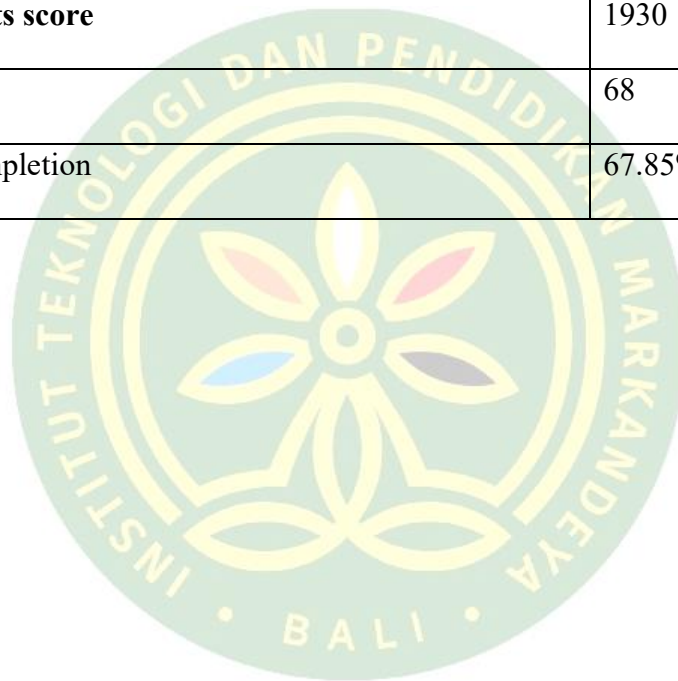 ts score 1930
68
pletion 67.85
INSTITUT TEKNOLOGI DAN PENDIDIKAN MARKANDEYA
• BALI •